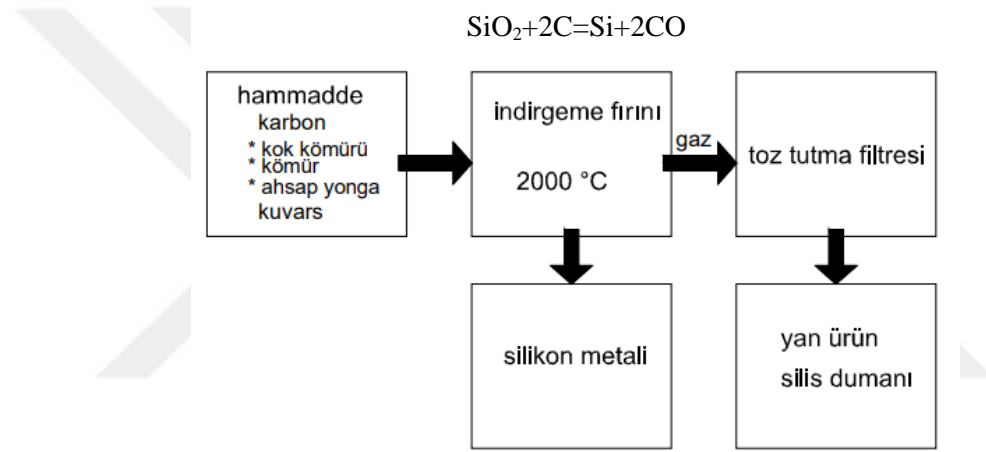 SiO₂+2C=Si+2CO
hammadde
karbon
* kok kömürü
* kömür
* ahsap yonga
kuvars
indirgeme fırını
2000 °C
gaz
toz tutma filtresi
silikon metali
yan ürün
silis dumanı